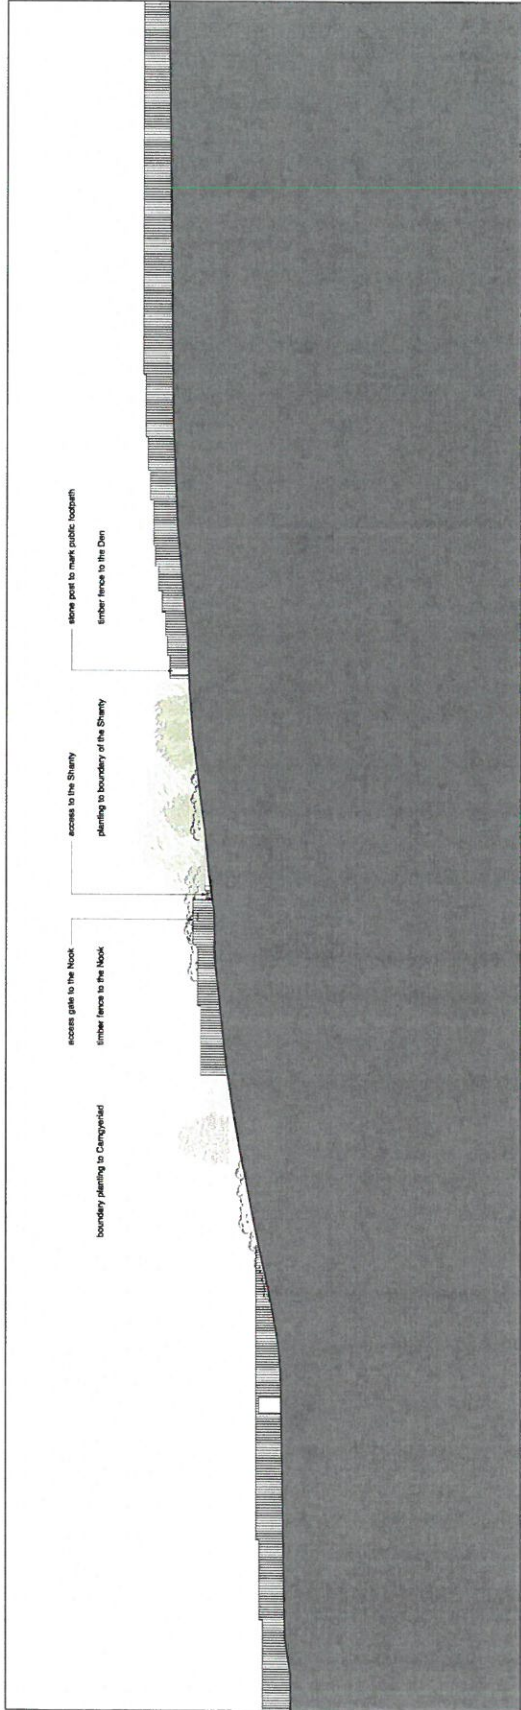 boundary planting to Camgyeriad
access gate to the Nook
timber fence to the Nook
access to the Shanty
planting to boundary of the Shanty
stone post to mark public footpath
timber fence to the Den